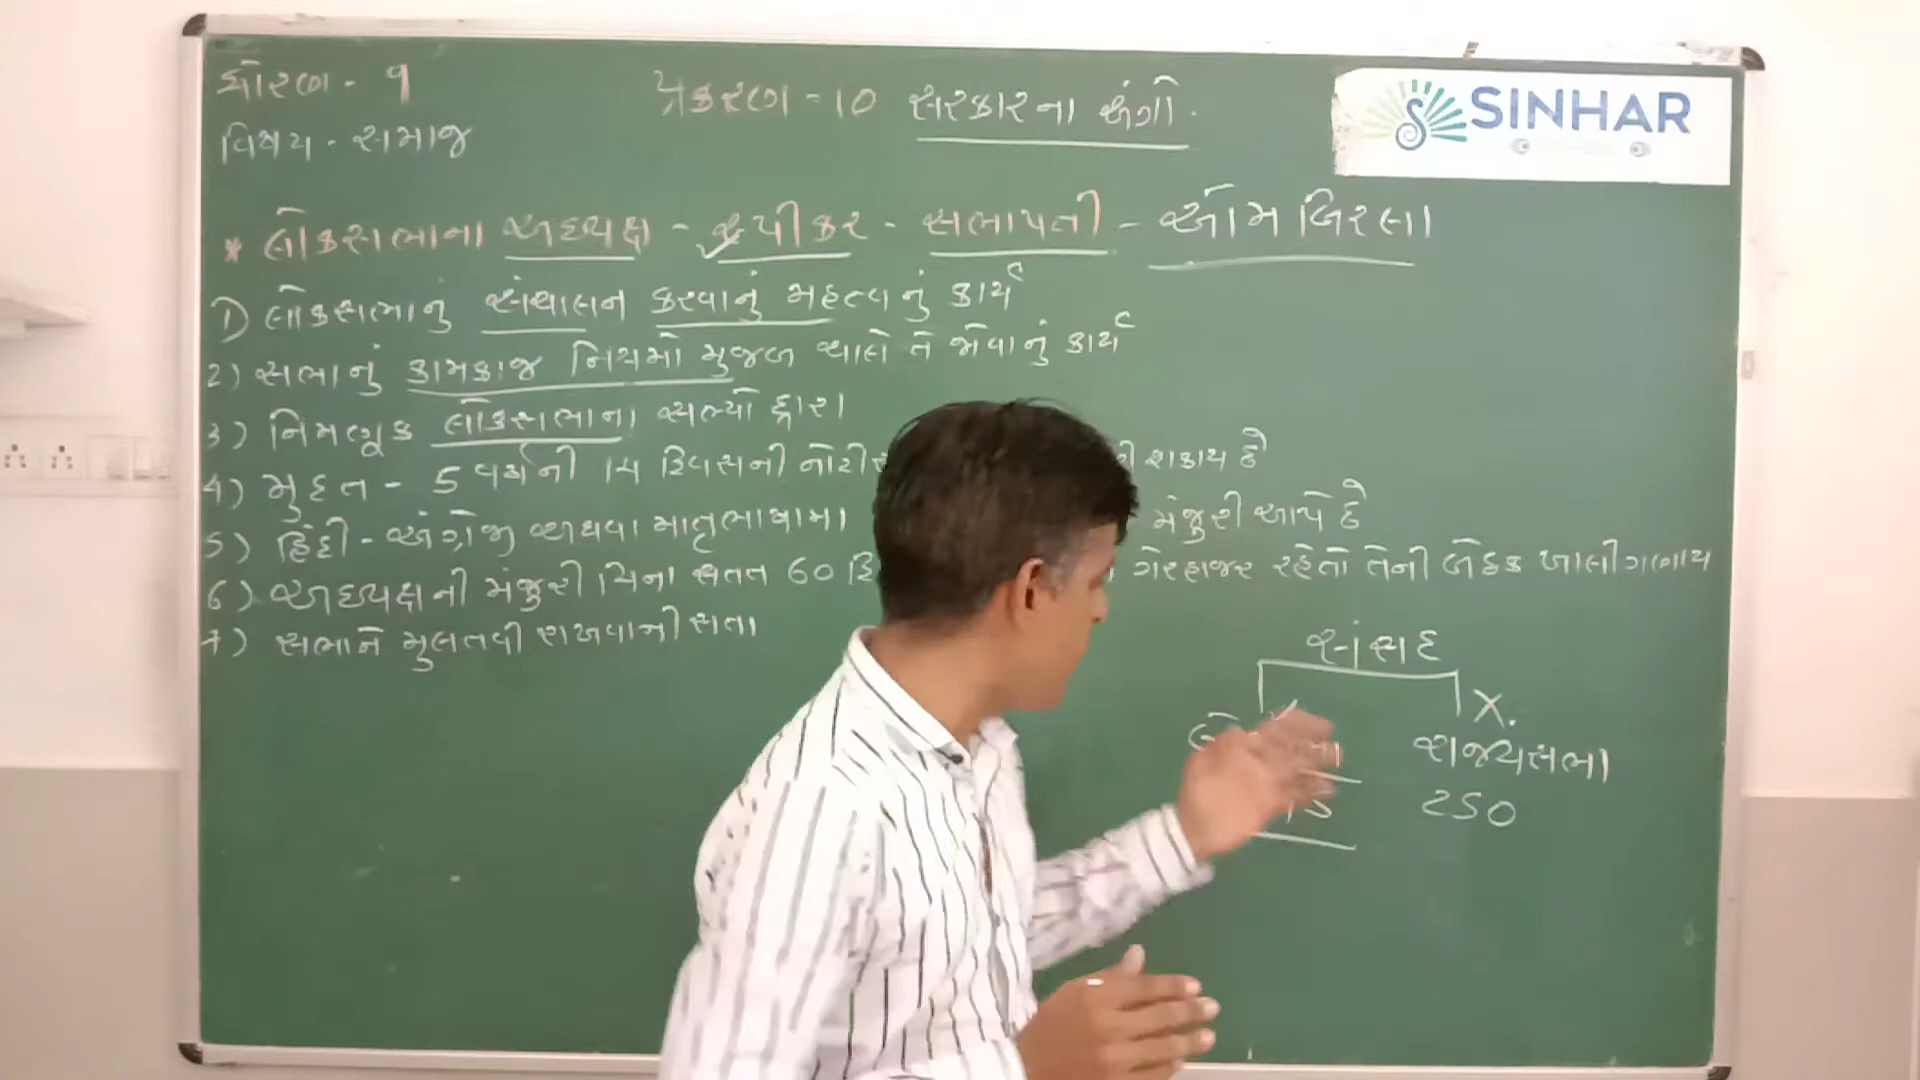 ધોરણ - 9
વિષય - સમાજ
પ્રકરણ - 10 સરકારના અંગો.
SINHAR
* લોકસભાના અધ્યક્ષ - સ્પીકર - સભાપતી - ઓમ બિરલા
1) લોકસભાનું સંચાલન કરવાનું મહત્વનું કાર્ય
2) સભાનું કામકાજ નિયમો મુજબ ચાલે તે જોવાનું કાર્ય
3) નિમણૂક લોકસભાના સભ્યો દ્વારા
4) મુદત - 5 વર્ષની 14 દિવસની શકાય છે
5) હિંદી - અંગ્રેજી અથવા માતૃભાષામાં મંજુરી આપે છે
6) અધ્યક્ષની મંજુરી વિના સતત 60 ગેરહાજર રહેતો તેની બેઠક ખાલી ગણાય
7) સભાને મુલતવી રાખવાની સતા
સંસદ
X.
રાજ્યસભા
250